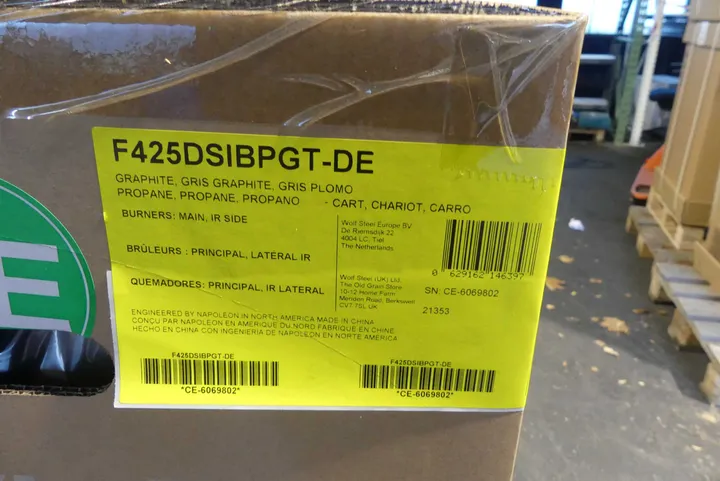 F425DSIBPGT-DE
GRAPHITE, GRIS GRAPHITE, GRIS PLOMO
PROPANE, PROPANE, PROPANO - CART, CHARIOT, CARRO
BURNERS: MAIN, IR SIDE
BRÛLEURS : PRINCIPAL, LATERAL IR
QUEMADORES: PRINCIPAL, IR LATERAL
Wolf Steel Europe BV
De Riemsdijk 22
4004 LC, Tiel
The Netherlands
Wolf Steel (UK) Ltd.
The Old Grain Store
10-12 Home Farm
Meriden Road, Berkswell
CV7 7SL UK
0 629162 146397
SN: CE-6069802
21353
ENGINEERED BY NAPOLEON IN NORTH AMERICA MADE IN CHINA
CONÇU PAR NAPOLEON EN AMERIQUE DU NORD FABRIQUE EN CHINE
HECHO EN CHINA CON INGENIERIA DE NAPOLEON EN NORTE AMERICA
F425DSIBPGT-DE
*CE-6069802*
F425DSIBPGT-DE
*CE-6069802*
E